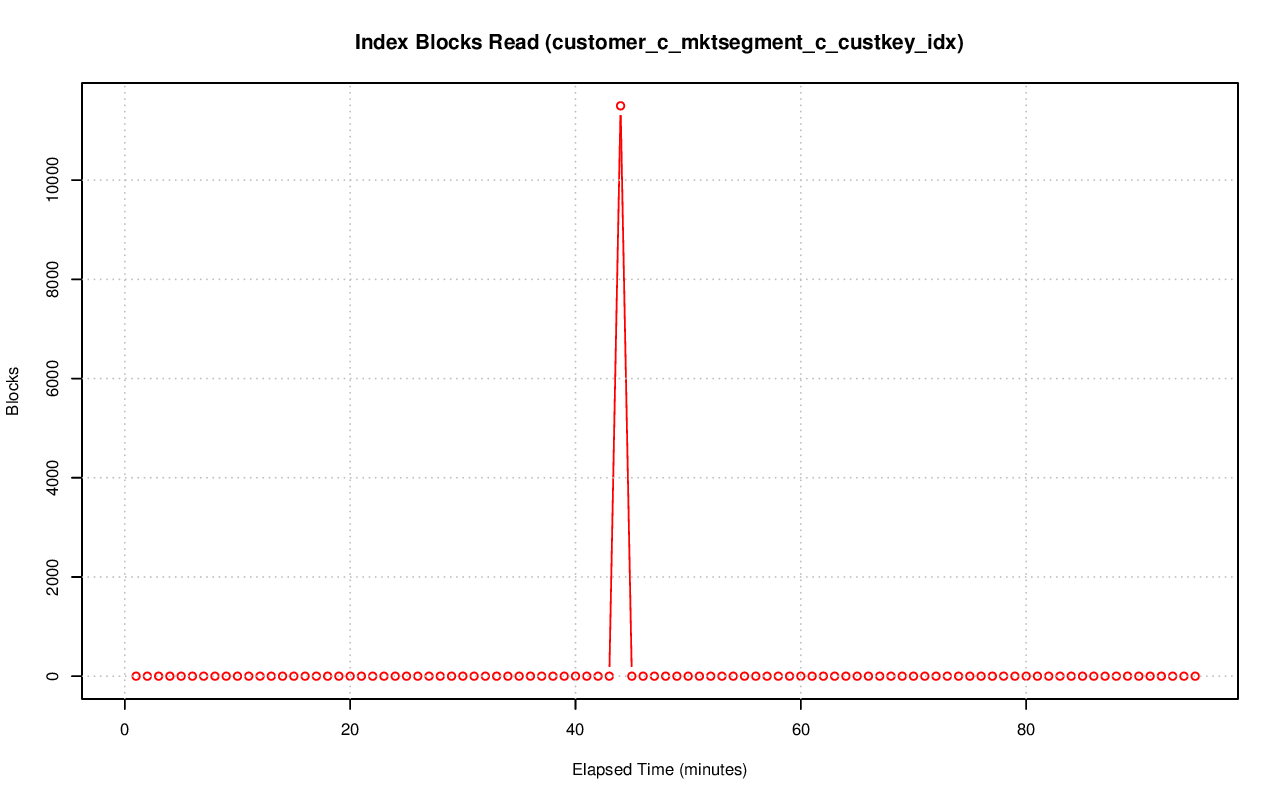 Index Blocks Read (customer_c_mktsegment_c_custkey_idx)
10000
8000
6000
4000
2000
0
Blocks
0 20 40 60 80
Elapsed Time (minutes)